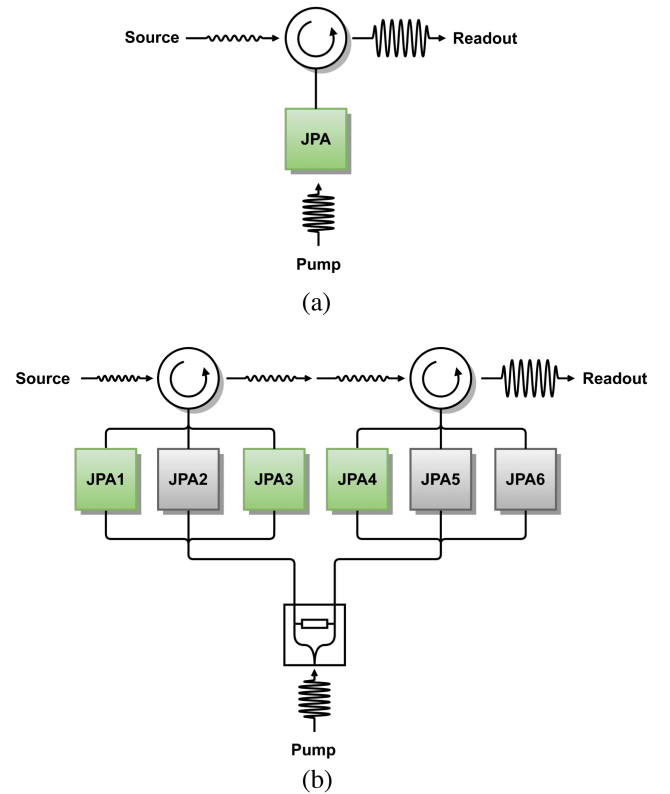 Source
Readout
JPA
Pump
(a)
Source
Readout
JPA1 JPA2 JPA3 JPA4 JPA5 JPA6
Pump
(b)